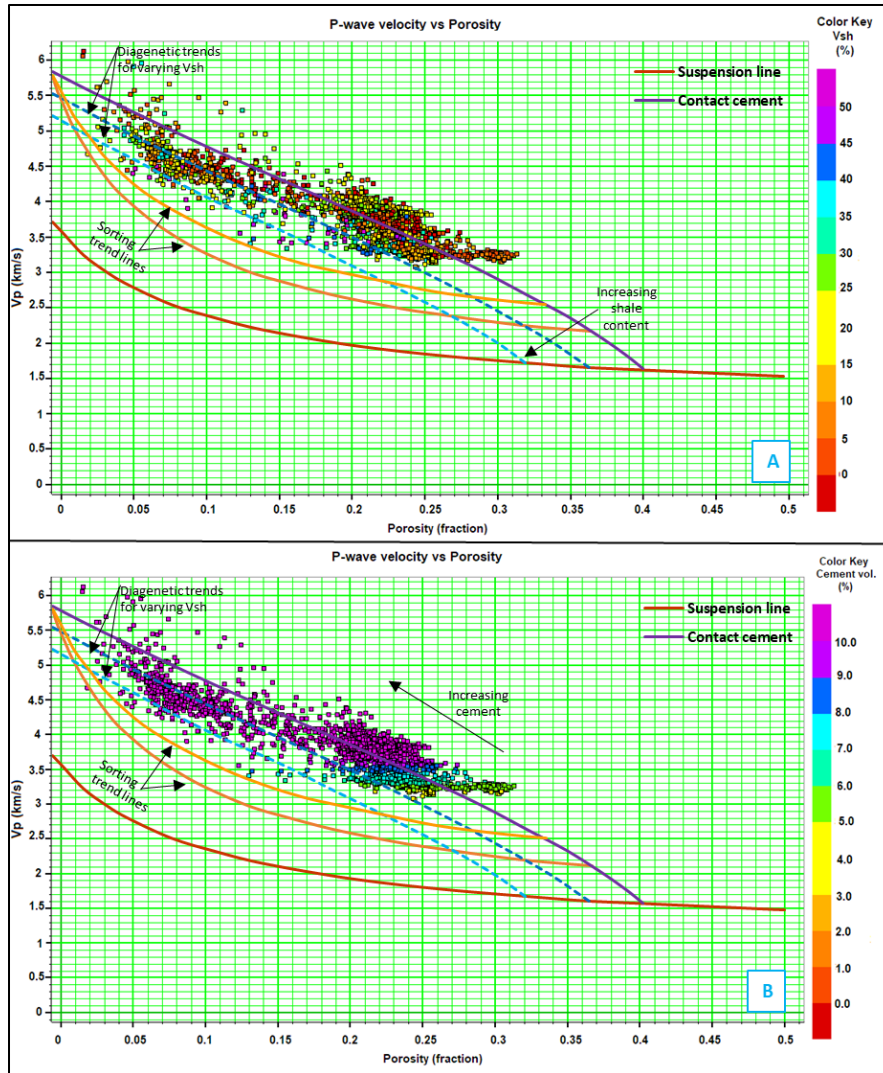 P-wave velocity vs Porosity
Color Key
Vsh
(%)
Diagenetic trends
for varying Vsh
Suspension line
Contact cement
Sorting
trend lines
Increasing
shale
content
Vp (km/s)
6
5.5
5
4.5
4
3.5
3
2.5
2
1.5
1
0.5
0
0 0.05 0.1 0.15 0.2 0.25 0.3 0.35 0.4 0.45 0.5
Porosity (fraction)
50
45
40
35
30
25
20
15
10
5
0
A
P-wave velocity vs Porosity
Color Key
Cement vol.
(%)
Diagenetic trends
for varying Vsh
Suspension line
Contact cement
Increasing
cement
Sorting
trend lines
Vp (km/s)
6
5.5
5
4.5
4
3.5
3
2.5
2
1.5
1
0.5
0
0 0.05 0.1 0.15 0.2 0.25 0.3 0.35 0.4 0.45 0.5
Porosity (fraction)
10.0
9.0
8.0
7.0
6.0
5.0
4.0
3.0
2.0
1.0
0.0
B